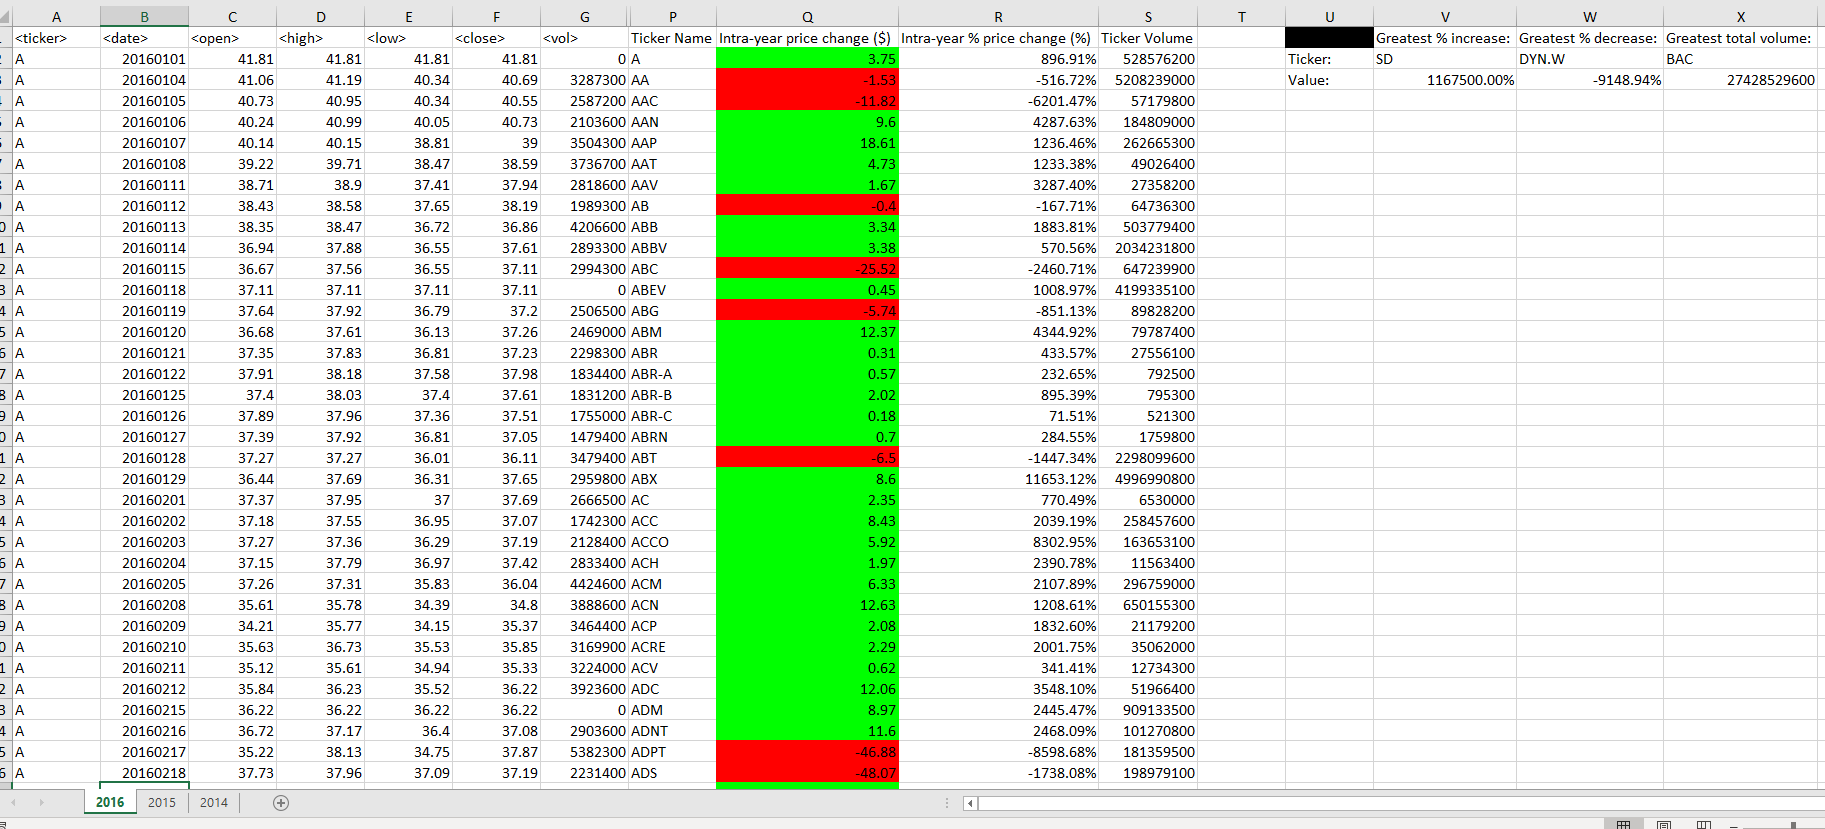 A B C D E F G P Q R S T U V W X
<ticker> <date> <open> <high> <low> <close> <vol> Ticker Name Intra-year price change ($) Intra-year % price change (%) Ticker Volume Greatest % increase: Greatest % decrease: Greatest total volume:
A 20160101 41.81 41.81 41.81 41.81 0 A 3.75 896.91% 528576200 Ticker: SD DYN.W BAC
A 20160104 41.06 41.19 40.34 40.69 3287300 AA -1.53 -516.72% 5208239000 Value: 1167500.00% -9148.94% 27428529600
A 20160105 40.73 40.95 40.34 40.55 2587200 AAC -11.82 -6201.47% 57179800
A 20160106 40.24 40.99 40.05 40.73 2103600 AAN 9.6 4287.63% 184809000
A 20160107 40.14 40.15 38.81 39 3504300 AAP 18.61 1236.46% 262665300
A 20160108 39.22 39.71 38.47 38.59 3736700 AAT 4.73 1233.38% 49026400
A 20160111 38.71 38.9 37.41 37.94 2818600 AAV 1.67 3287.40% 27358200
A 20160112 38.43 38.58 37.65 38.19 1989300 AB -0.4 -167.71% 64736300
A 20160113 38.35 38.47 36.72 36.86 4206600 ABB 3.34 1883.81% 503779400
A 20160114 36.94 37.88 36.55 37.61 2893300 ABBV 3.38 570.56% 2034231800
A 20160115 36.67 37.56 36.55 37.11 2994300 ABC -25.52 -2460.71% 647239900
A 20160118 37.11 37.11 37.11 37.11 0 ABEV 0.45 1008.97% 4199335100
A 20160119 37.64 37.92 36.79 37.2 2506500 ABG -5.74 -851.13% 89828200
A 20160120 36.68 37.61 36.13 37.26 2469000 ABM 12.37 4344.92% 79787400
A 20160121 37.35 37.83 36.81 37.23 2298300 ABR 0.31 433.57% 27556100
A 20160122 37.91 38.18 37.58 37.98 1834400 ABR-A 0.57 232.65% 792500
A 20160125 37.4 38.03 37.4 37.61 1831200 ABR-B 2.02 895.39% 795300
A 20160126 37.89 37.96 37.36 37.51 1755000 ABR-C 0.18 71.51% 521300
A 20160127 37.39 37.92 36.81 37.05 1479400 ABRN 0.7 284.55% 1759800
A 20160128 37.27 37.27 36.01 36.11 3479400 ABT -6.5 -1447.34% 2298099600
A 20160129 36.44 37.69 36.31 37.65 2959800 ABX 8.6 11653.12% 4996990800
A 20160201 37.37 37.95 37 37.69 2666500 AC 2.35 770.49% 6530000
A 20160202 37.18 37.55 36.95 37.07 1742300 ACC 8.43 2039.19% 258457600
A 20160203 37.27 37.36 36.29 37.19 2128400 ACCO 5.92 8302.95% 163653100
A 20160204 37.15 37.79 36.97 37.42 2833400 ACH 1.97 2390.78% 11563400
A 20160205 37.26 37.31 35.83 36.04 4424600 ACM 6.33 2107.89% 296759000
A 20160208 35.61 35.78 34.39 34.8 3888600 ACN 12.63 1208.61% 650155300
A 20160209 34.21 35.77 34.15 35.37 3464400 ACP 2.08 1832.60% 21179200
A 20160210 35.63 36.73 35.53 35.85 3169900 ACRE 2.29 2001.75% 35062000
A 20160211 35.12 35.61 34.94 35.33 3224000 ACV 0.62 341.41% 12734300
A 20160212 35.84 36.23 35.52 36.22 3923600 ADC 12.06 3548.10% 51966400
A 20160215 36.22 36.22 36.22 36.22 0 ADM 8.97 2445.47% 909133500
A 20160216 36.72 37.17 36.4 37.08 2903600 ADNT 11.6 2468.09% 101270800
A 20160217 35.22 38.13 34.75 37.87 5382300 ADPT -46.88 -8598.68% 181359500
A 20160218 37.73 37.96 37.09 37.19 2231400 ADS -48.07 -1738.08% 198979100
2016 2015 2014